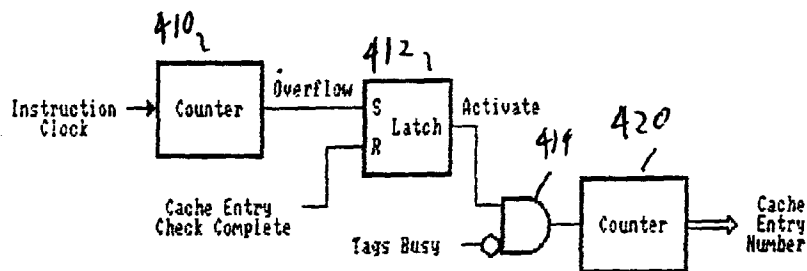 410
412
Overflow
Instruction
Clock
Counter
S
R
Latch
Activate
414
420
Cache Entry
Check Complete
Tags Busy
Counter
Cache
Entry
Number